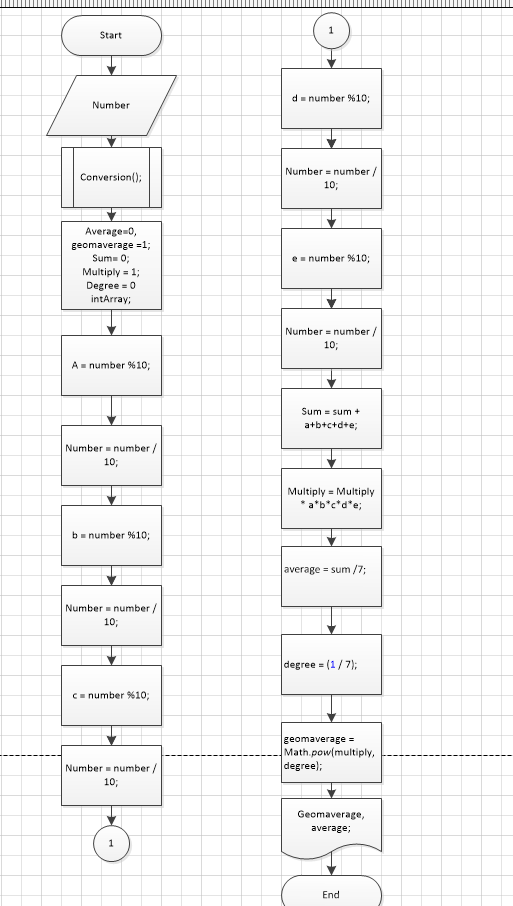 Start
Number
Conversion();
Average=0,
geomaverage =1;
Sum= 0;
Multiply = 1;
Degree = 0
intArray;
A = number %10;
Number = number /
10;
b = number %10;
Number = number /
10;
c = number %10;
Number = number /
10;
1
1
d = number %10;
Number = number /
10;
e = number %10;
Number = number /
10;
Sum = sum +
a+b+c+d+e;
Multiply = Multiply
* a*b*c*d*e;
average = sum /7;
degree = (1 / 7);
geomaverage =
Math.pow(multiply,
degree);
Geomaverage,
average;
End